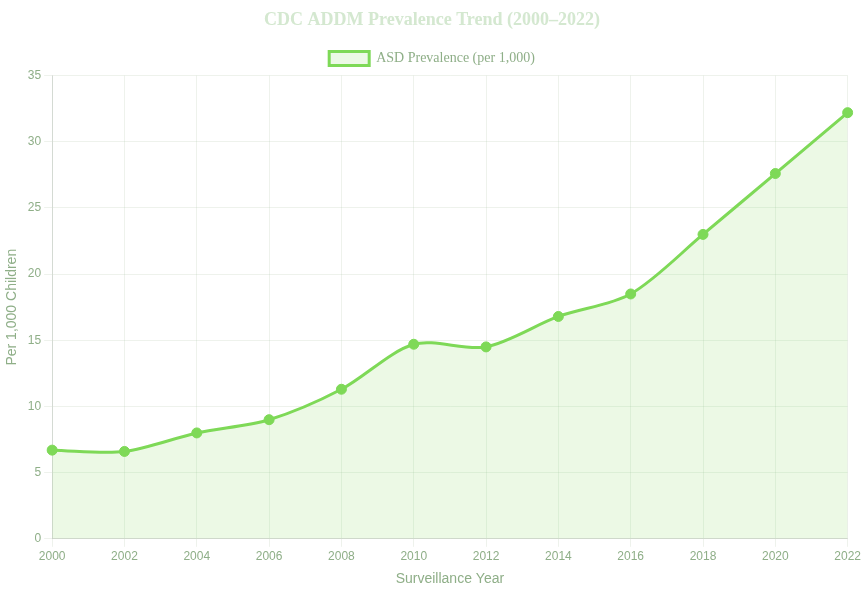 CDC ADDM Prevalence Trend (2000–2022)
ASD Prevalence (per 1,000)
35
30
25
20
15
10
5
0
Per 1,000 Children
2000 2002 2004 2006 2008 2010 2012 2014 2016 2018 2020 2022
Surveillance Year